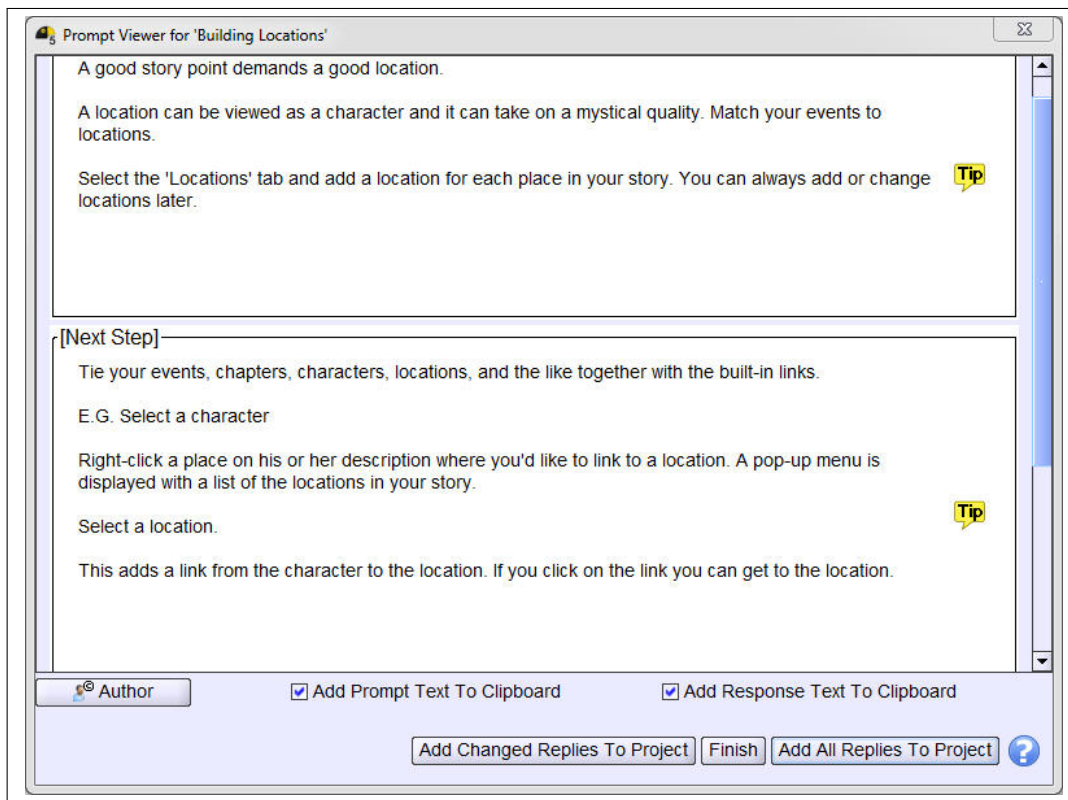 Prompt Viewer for 'Building Locations'
A good story point demands a good location.
A location can be viewed as a character and it can take on a mystical quality. Match your events to
locations.
Select the 'Locations' tab and add a location for each place in your story. You can always add or change
locations later.
Tip
[Next Step]
Tie your events, chapters, characters, locations, and the like together with the built-in links.
E.G. Select a character
Right-click a place on his or her description where you'd like to link to a location. A pop-up menu is
displayed with a list of the locations in your story.
Tip
Select a location.
This adds a link from the character to the location. If you click on the link you can get to the location.
© Author
Add Prompt Text To Clipboard
Add Response Text To Clipboard
Add Changed Replies To Project
Finish
Add All Replies To Project
?